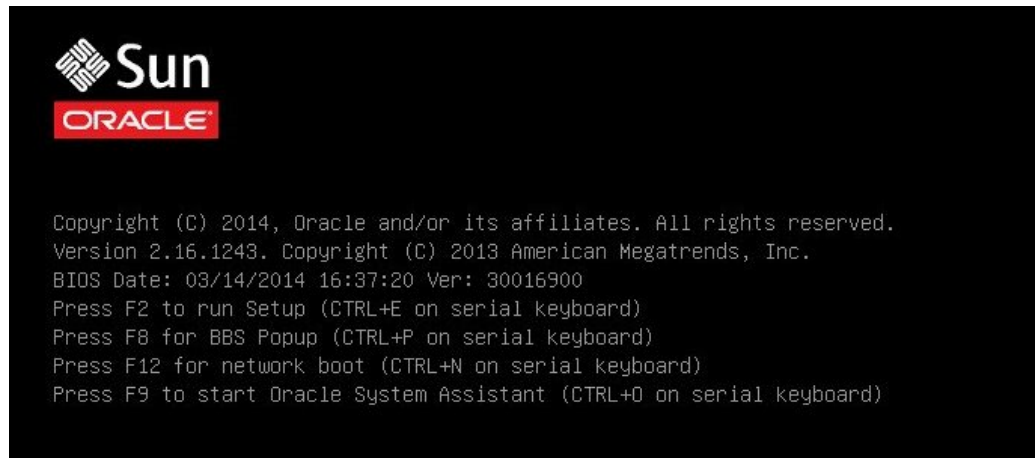 Sun
ORACLE
Copyright (C) 2014, Oracle and/or its affiliates. All rights reserved.
Version 2.16.1243. Copyright (C) 2013 American Megatrends, Inc.
BIOS Date: 03/14/2014 16:37:20 Ver: 30016900
Press F2 to run Setup (CTRL+E on serial keyboard)
Press F8 for BBS Popup (CTRL+P on serial keyboard)
Press F12 for network boot (CTRL+N on serial keyboard)
Press F9 to start Oracle System Assistant (CTRL+O on serial keyboard)